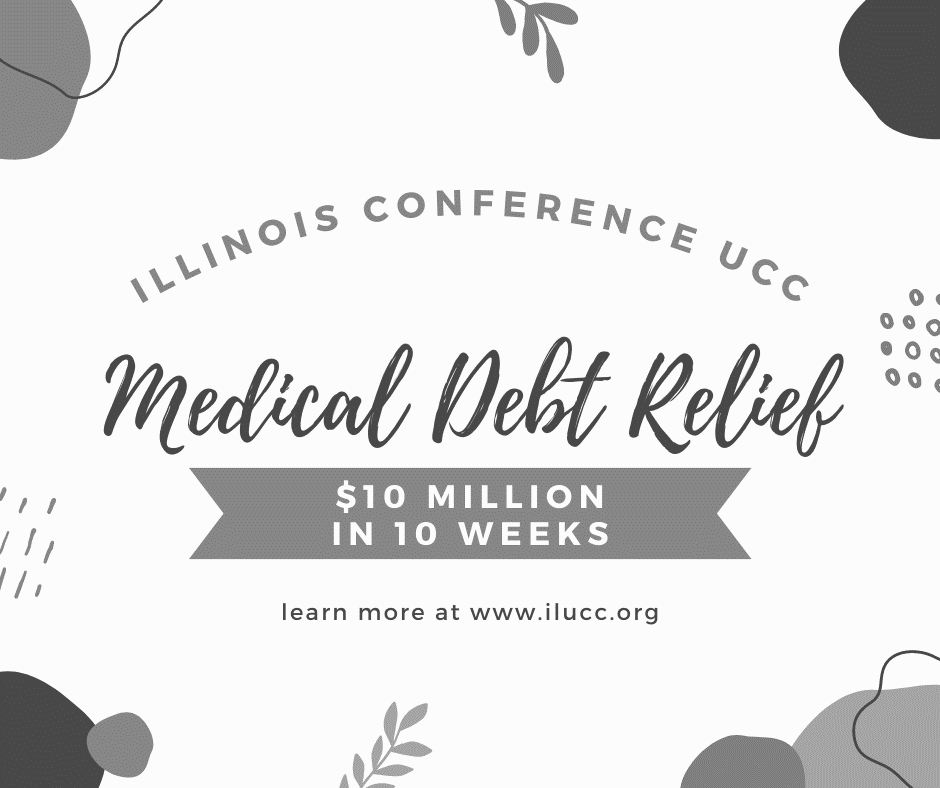 ILLINOIS CONFERENCE UCC
Medical Debt Relief
$10 MILLION
IN 10 WEEKS
learn more at www.ilucc.org